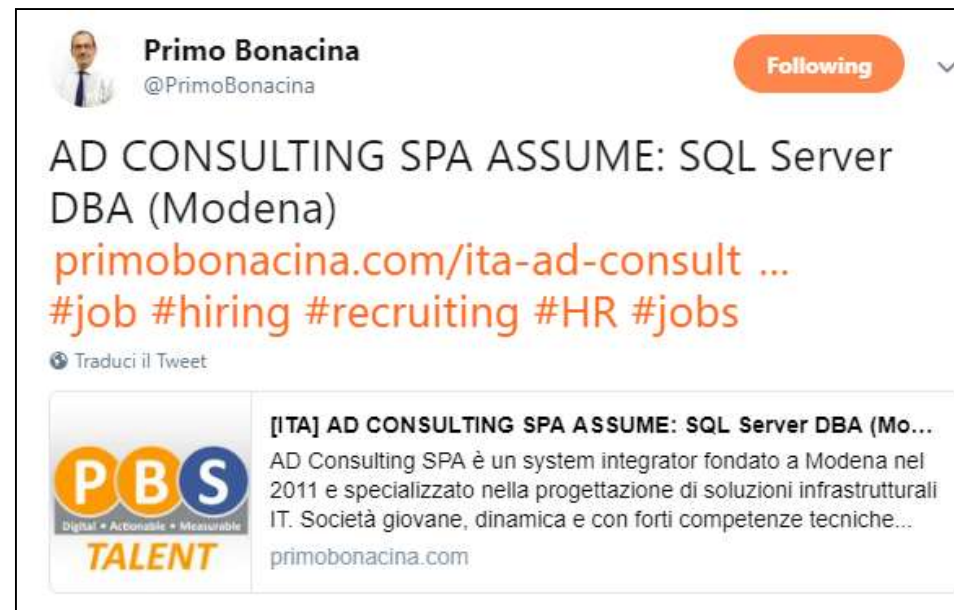 Primo Bonacina
@PrimoBonacina
Following
AD CONSULTING SPA ASSUME: SQL Server
DBA (Modena)
primobonacina.com/ita-ad-consult ...
#job #hiring #recruiting #HR #jobs
Traduci il Tweet
PBS
Digital • Actionable • Measurable
TALENT
[ITA] AD CONSULTING SPA ASSUME: SQL Server DBA (Mo...
AD Consulting SPA è un system integrator fondato a Modena nel
2011 e specializzato nella progettazione di soluzioni infrastrutturali
IT. Società giovane, dinamica e con forti competenze tecniche...
primobonacina.com